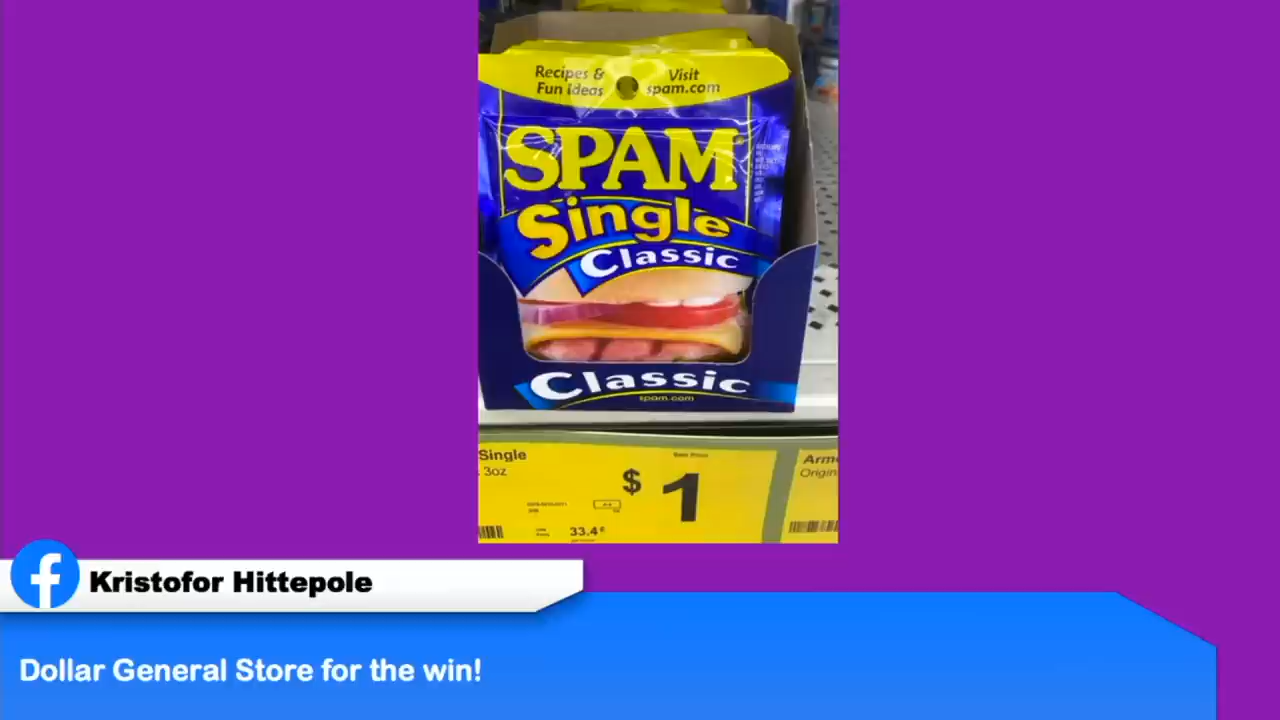 Recipes & Visit
Fun Ideas spam.com
SPAM
Single
Classic
Classic
spam.com
Single
3oz
$ 1
33.4¢
Origin
Kristofor Hittepole
Dollar General Store for the win!